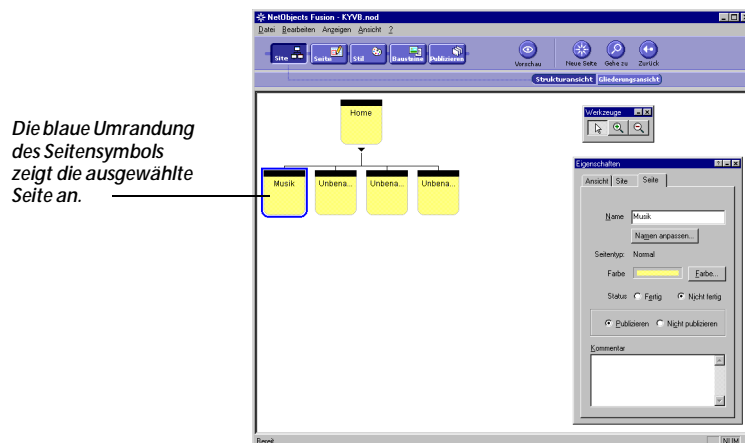 NetObjects Fusion - KYVB.nod
Datei Bearbeiten Anzeigen Ansicht ?
Site Seite Stil Bausteine Publizieren Vorschau Neue Seite Gehe zu Zurück
Strukturansicht Gliederungsansicht
Die blaue Umrandung
des Seitensymbols
zeigt die ausgewählte
Seite an.
Home
Musik Unbena... Unbena... Unbena...
Werkzeuge
Eigenschaften
Ansicht Site Seite
Name Musik
Namen anpassen...
Seitentyp: Normal
Farbe Farbe...
Status Fertig Nicht fertig
Publizieren Nicht publizieren
Kommentar
Bereit NUM